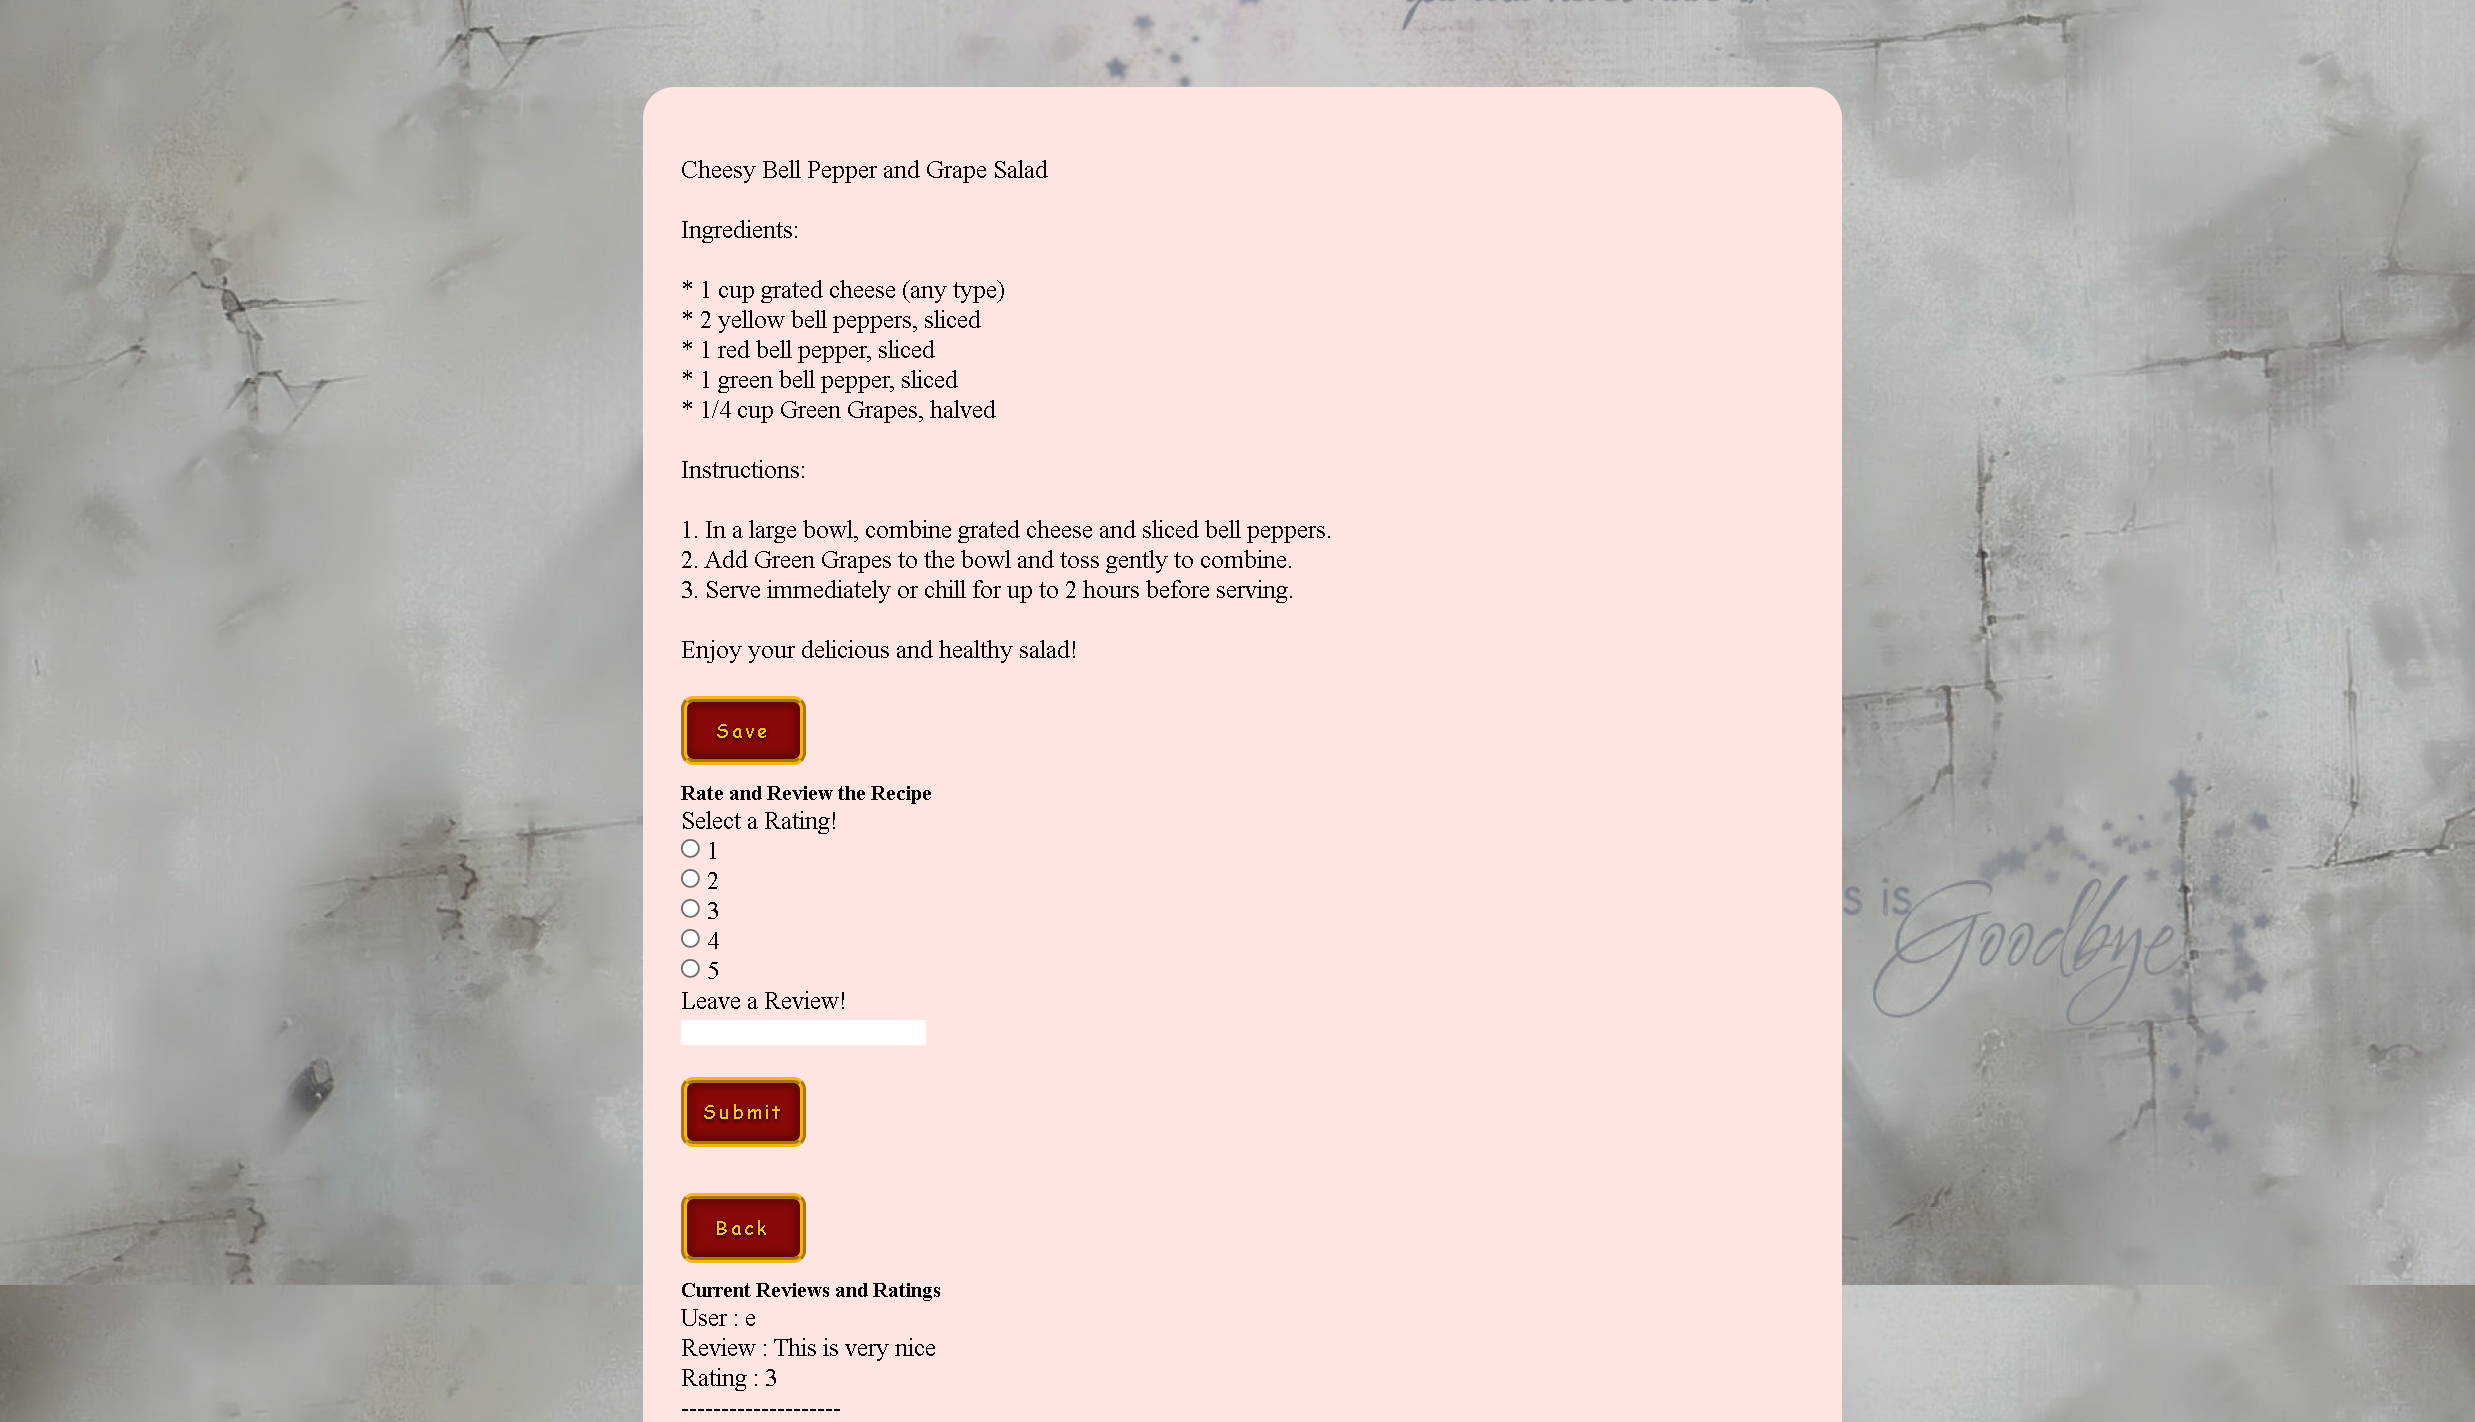 Cheesy Bell Pepper and Grape Salad
Ingredients:
* 1 cup grated cheese (any type)
* 2 yellow bell peppers, sliced
* 1 red bell pepper, sliced
* 1 green bell pepper, sliced
* 1/4 cup Green Grapes, halved
Instructions:
1. In a large bowl, combine grated cheese and sliced bell peppers.
2. Add Green Grapes to the bowl and toss gently to combine.
3. Serve immediately or chill for up to 2 hours before serving.
Enjoy your delicious and healthy salad!
Save
Rate and Review the Recipe
Select a Rating!
1
2
3
4
5
Leave a Review!
s is Goodbye
Submit
Back
Current Reviews and Ratings
User : e
Review : This is very nice
Rating : 3
--------------------